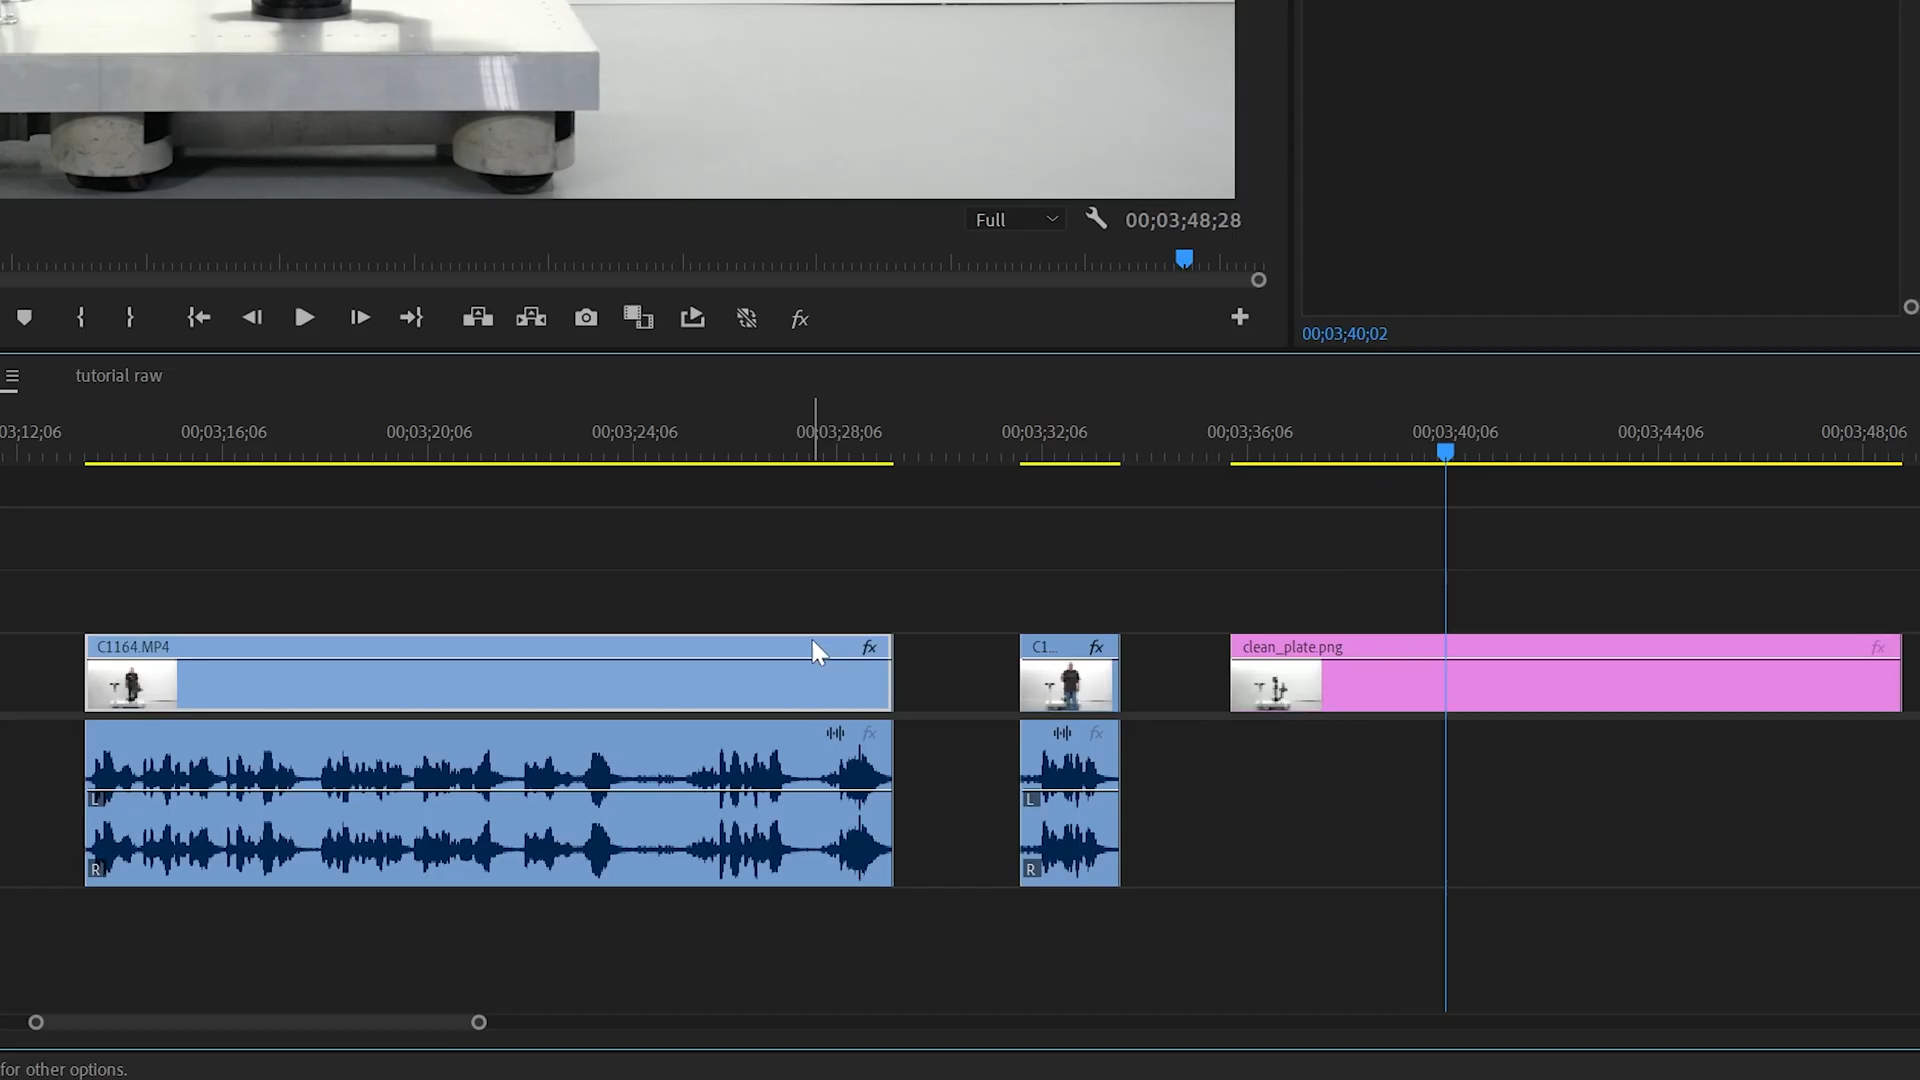 Full 00;03;48;28
fx
00;03;40;02
tutorial raw
03;12;06 00;03;16;06 00;03;20;06 00;03;24;06 00;03;28;06 00;03;32;06 00;03;36;06 00;03;40;06 00;03;44;06 00;03;48;06
C1164.MP4 fx C1... fx clean_plate.png fx
fx fx
L L
R R
for other options.